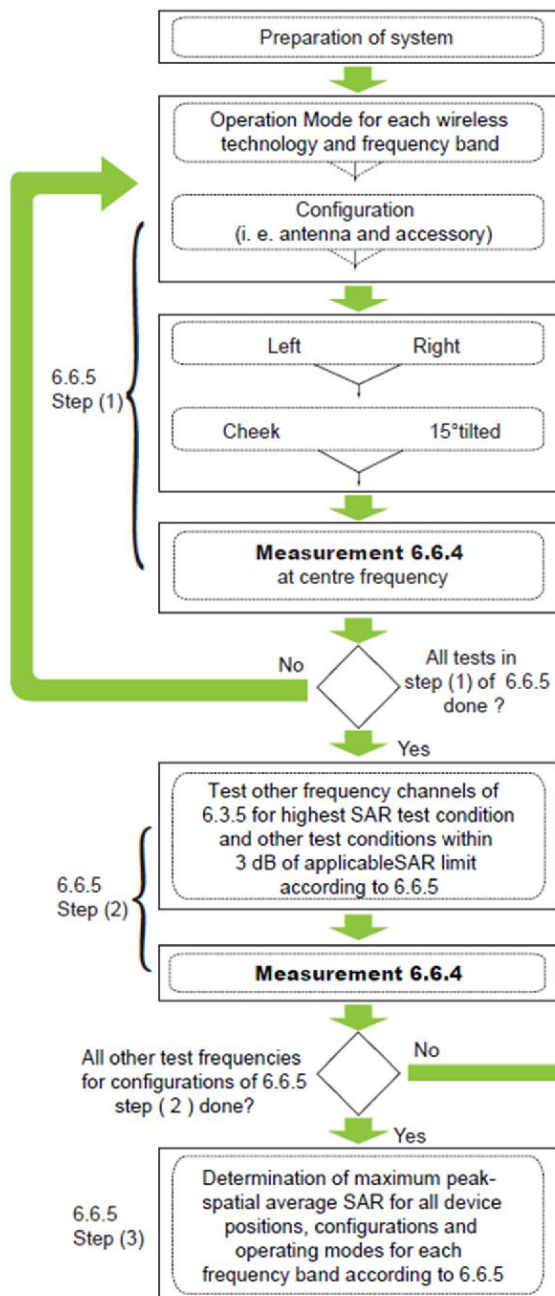 Preparation of system
Operation Mode for each wireless
technology and frequency band
Configuration
(i. e. antenna and accessory)
6.6.5
Step (1)
Left Right
Cheek 15°tilted
Measurement 6.6.4
at centre frequency
No
All tests in
step (1) of 6.6.5
done ?
Yes
6.6.5
Step (2)
Test other frequency channels of
6.3.5 for highest SAR test condition
and other test conditions within
3 dB of applicableSAR limit
according to 6.6.5
Measurement 6.6.4
All other test frequencies
for configurations of 6.6.5
step ( 2 ) done?
No
Yes
6.6.5
Step (3)
Determination of maximum peak-
spatial average SAR for all device
positions, configurations and
operating modes for each
frequency band according to 6.6.5